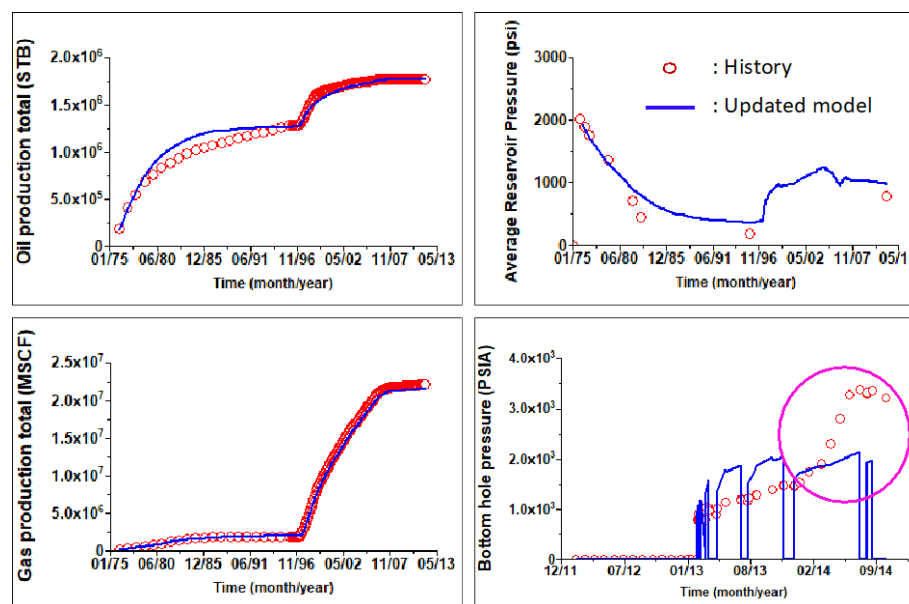 Oil production total (STB)
2.0x10⁶
1.5x10⁶
1.0x10⁶
5.0x10⁵
0
01/75 06/80 12/85 06/91 11/96 05/02 11/07 05/13
Time (month/year)
Average Reservoir Pressure (psi)
3000
2000
1000
0
01/75 06/80 12/85 06/91 11/96 05/02 11/07 05/1
Time (month/year)
: History
: Updated model
Gas production total (MSCF)
2.5x10⁷
2.0x10⁷
1.5x10⁷
1.0x10⁷
5.0x10⁶
0
01/75 06/80 12/85 06/91 11/96 05/02 11/07 05/13
Time (month/year)
Bottom hole pressure (PSIA)
4.0x10³
3.0x10³
2.0x10³
1.0x10³
0
12/11 07/12 01/13 08/13 02/14 09/14
Time (month/year)